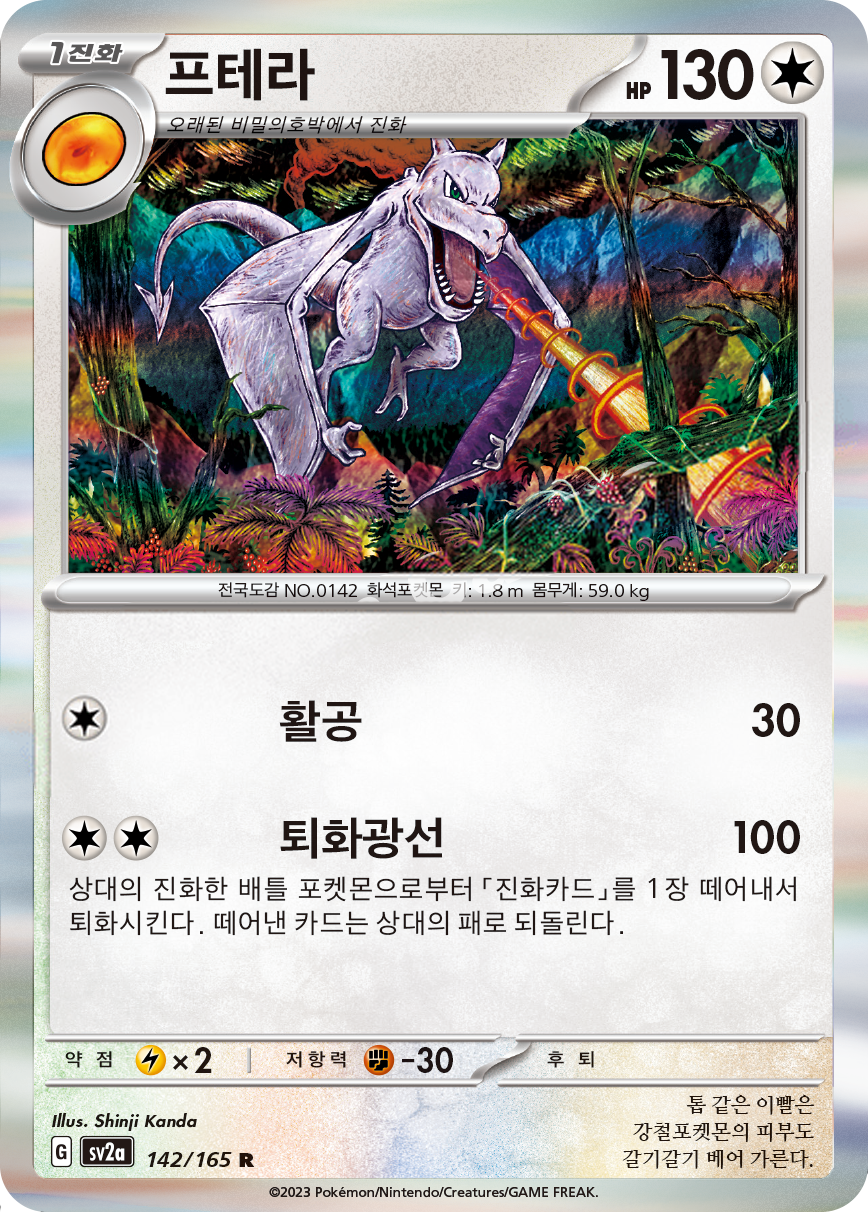 1진화
프테라
HP 130
오래된 비밀의호박에서 진화
전국도감 NO.0142 화석포켓몬 키: 1.8 m 몸무게: 59.0 kg
활공 30
퇴화광선 100
상대의 진화한 배틀 포켓몬으로부터 「진화카드」를 1장 떼어내서
퇴화시킨다. 떼어낸 카드는 상대의 패로 되돌린다.
약점 ×2 저항력 -30 후퇴
Illus. Shinji Kanda
G sv2a 142/165 R
톱 같은 이빨은
강철포켓몬의 피부도
갈기갈기 베어 가른다.
©2023 Pokémon/Nintendo/Creatures/GAME FREAK.